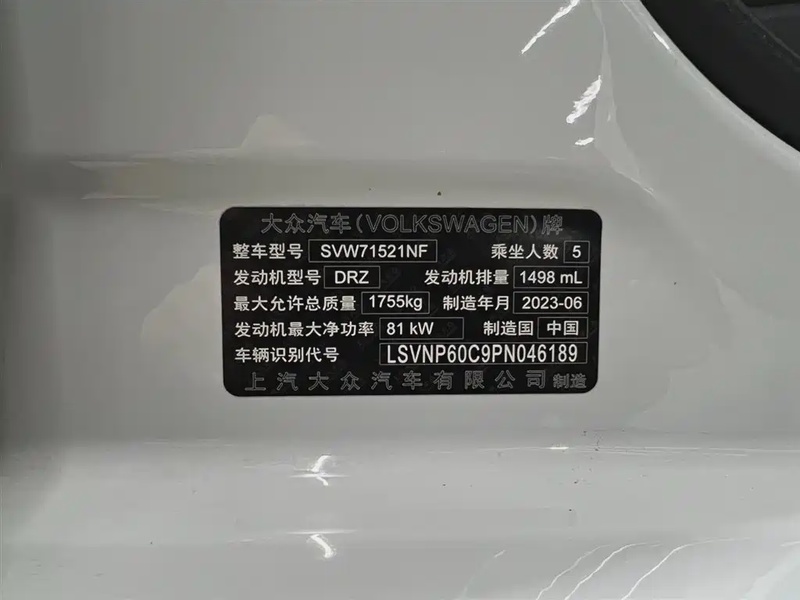 大众汽车(VOLKSWAGEN)牌
整车型号 SVW71521NF 乘坐人数 5
发动机型号 DRZ 发动机排量 1498 mL
最大允许总质量 1755kg 制造年月 2023-06
发动机最大净功率 81 kW 制造国 中国
车辆识别代号 LSVNP60C9PN046189
上汽大众汽车有限公司 制造